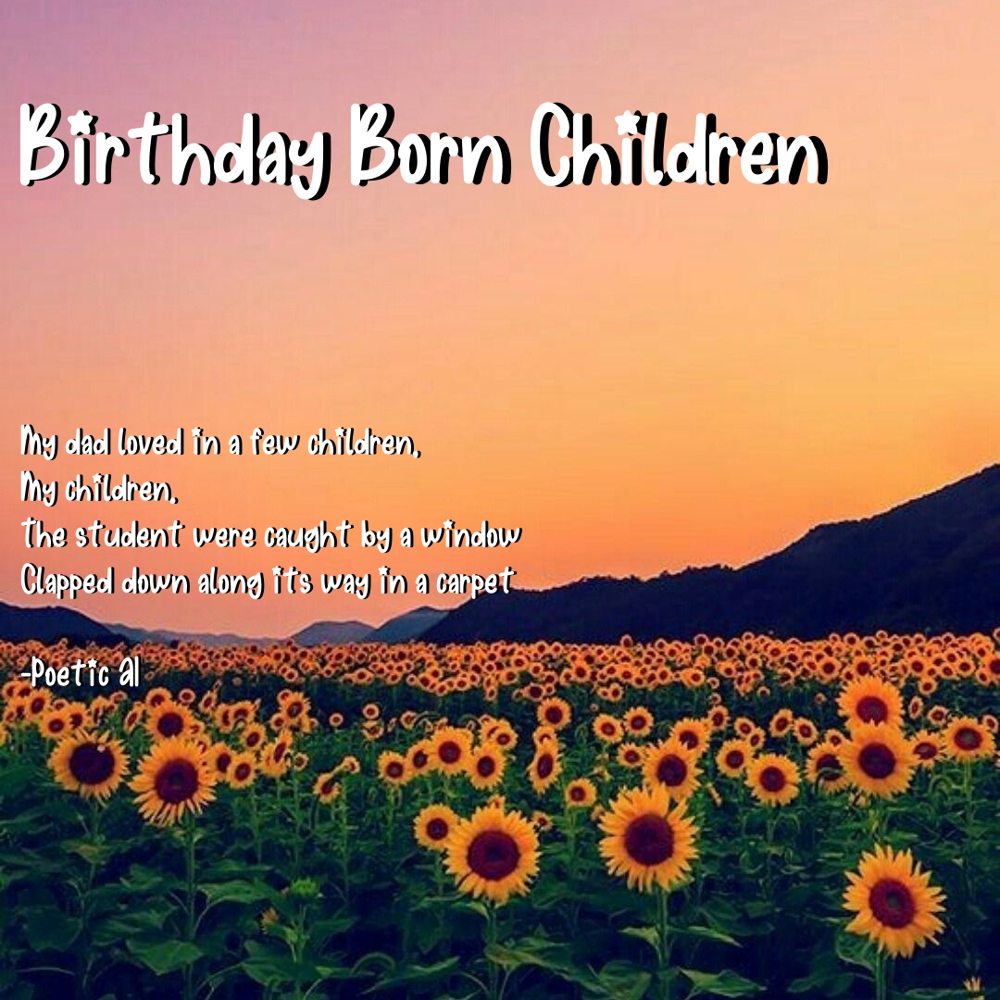 Birthday Born Children
My dad loved in a few children,
My children,
The student were caught by a window
Clapped down along its way in a carpet
-Poetic AI